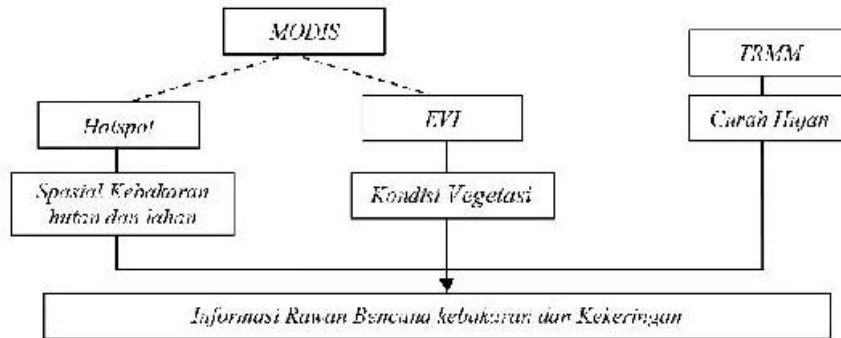 MODIS
TRMM
Hotspot
EVI
Curah Hujan
Spasial Kebakaran
hutan dan lahan
Kondisi Vegetasi
Informasi Rawan Bencana kebakaran dan Kekeringan